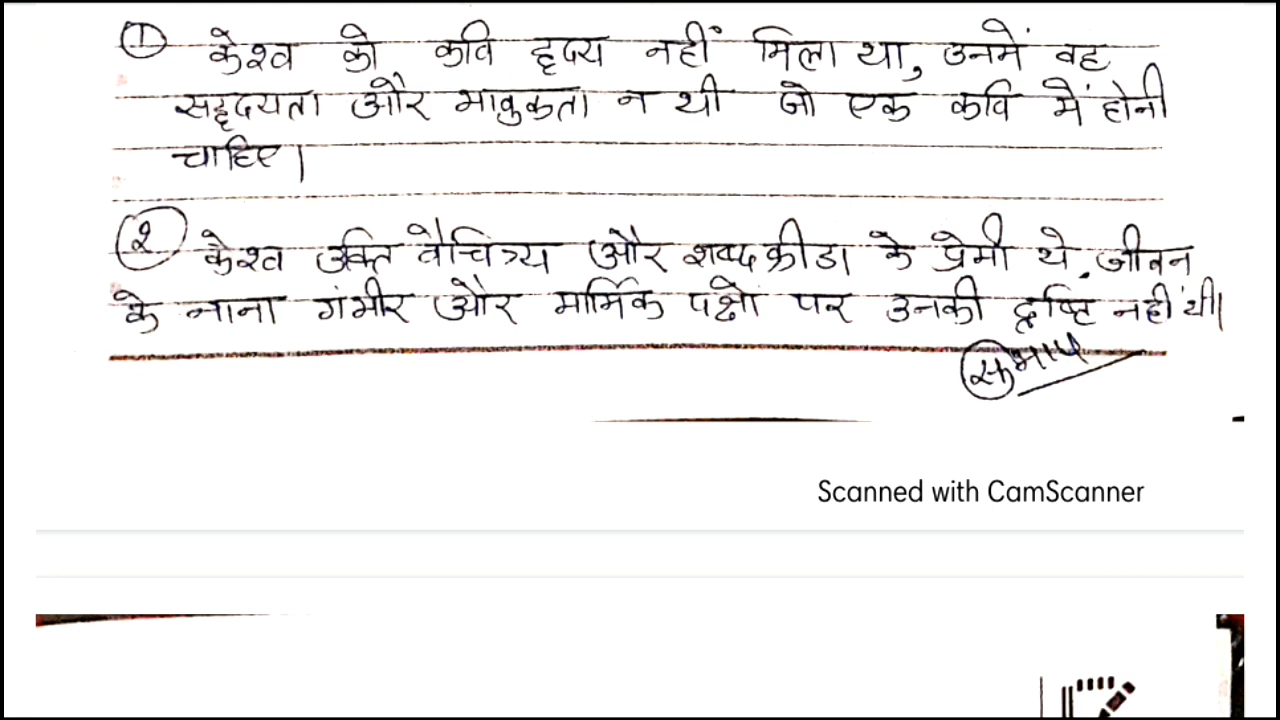 ① केशव को कवि हृदय नहीं मिला था, उनमें वह
सहृदयता और भावुकता न थी जो एक कवि में होनी
चाहिए।
② केशव उक्ति वैचित्र्य और शब्दक्रीडा के प्रेमी थे, जीवन
के नाना गंभीर और मार्मिक पक्षो पर उनकी दृष्टि नहीं थी।
Scanned with CamScanner